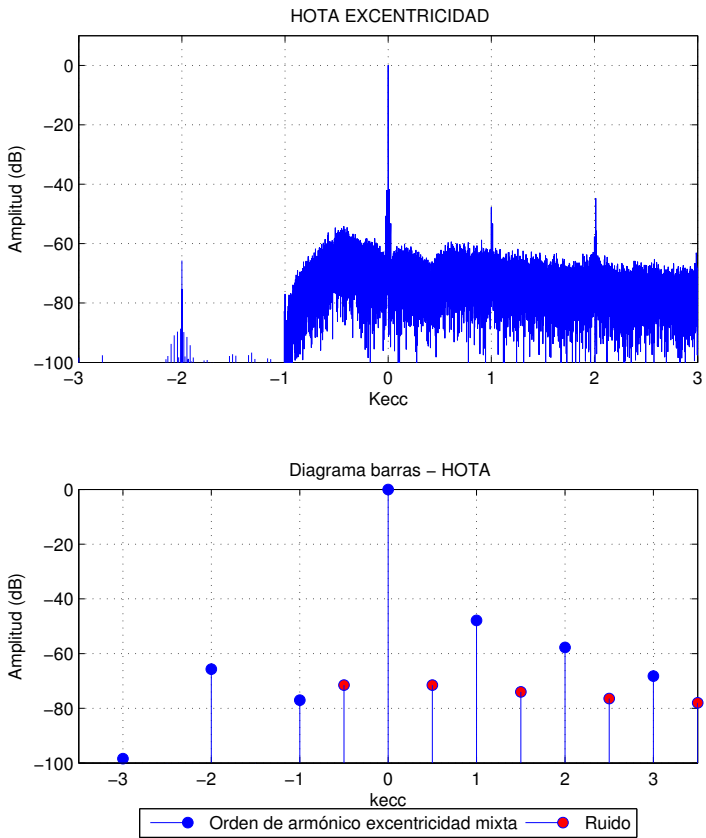 HOTA EXCENTRICIDAD
0
−20
−40
−60
−80
−100
Amplitud (dB)
−3 −2 −1 0 1 2 3
Kecc
Diagrama barras − HOTA
0
−20
−40
−60
−80
−100
Amplitud (dB)
−3 −2 −1 0 1 2 3
kecc
Orden de armónico excentricidad mixta Ruido